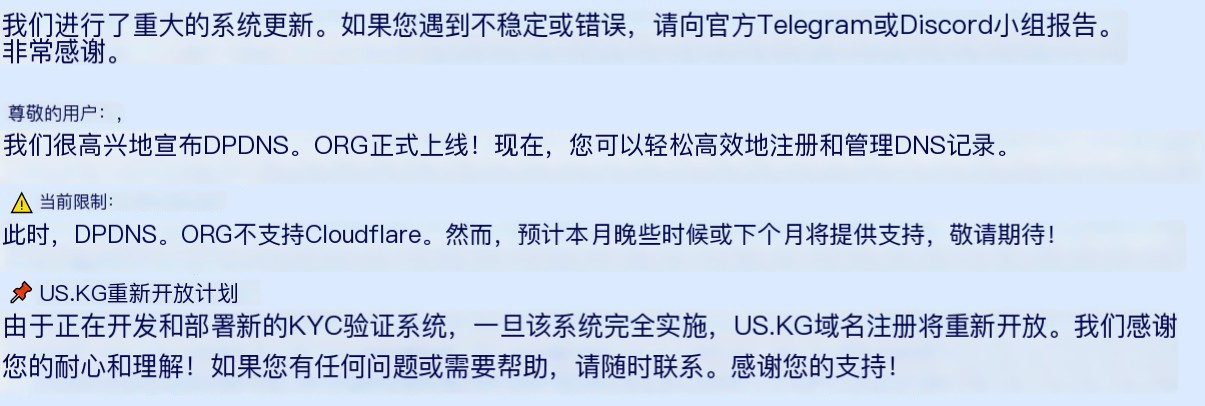 我们进行了重大的系统更新。如果您遇到不稳定或错误，请向官方Telegram或Discord小组报告。
非常感谢。
尊敬的用户：，
我们很高兴地宣布DPDNS。ORG正式上线！现在，您可以轻松高效地注册和管理DNS记录。
⚠️ 当前限制：
此时，DPDNS。ORG不支持Cloudflare。然而，预计本月晚些时候或下个月将提供支持，敬请期待！
📌 US.KG重新开放计划
由于正在开发和部署新的KYC验证系统，一旦该系统完全实施，US.KG域名注册将重新开放。我们感谢
您的耐心和理解！如果您有任何问题或需要帮助，请随时联系。感谢您的支持！